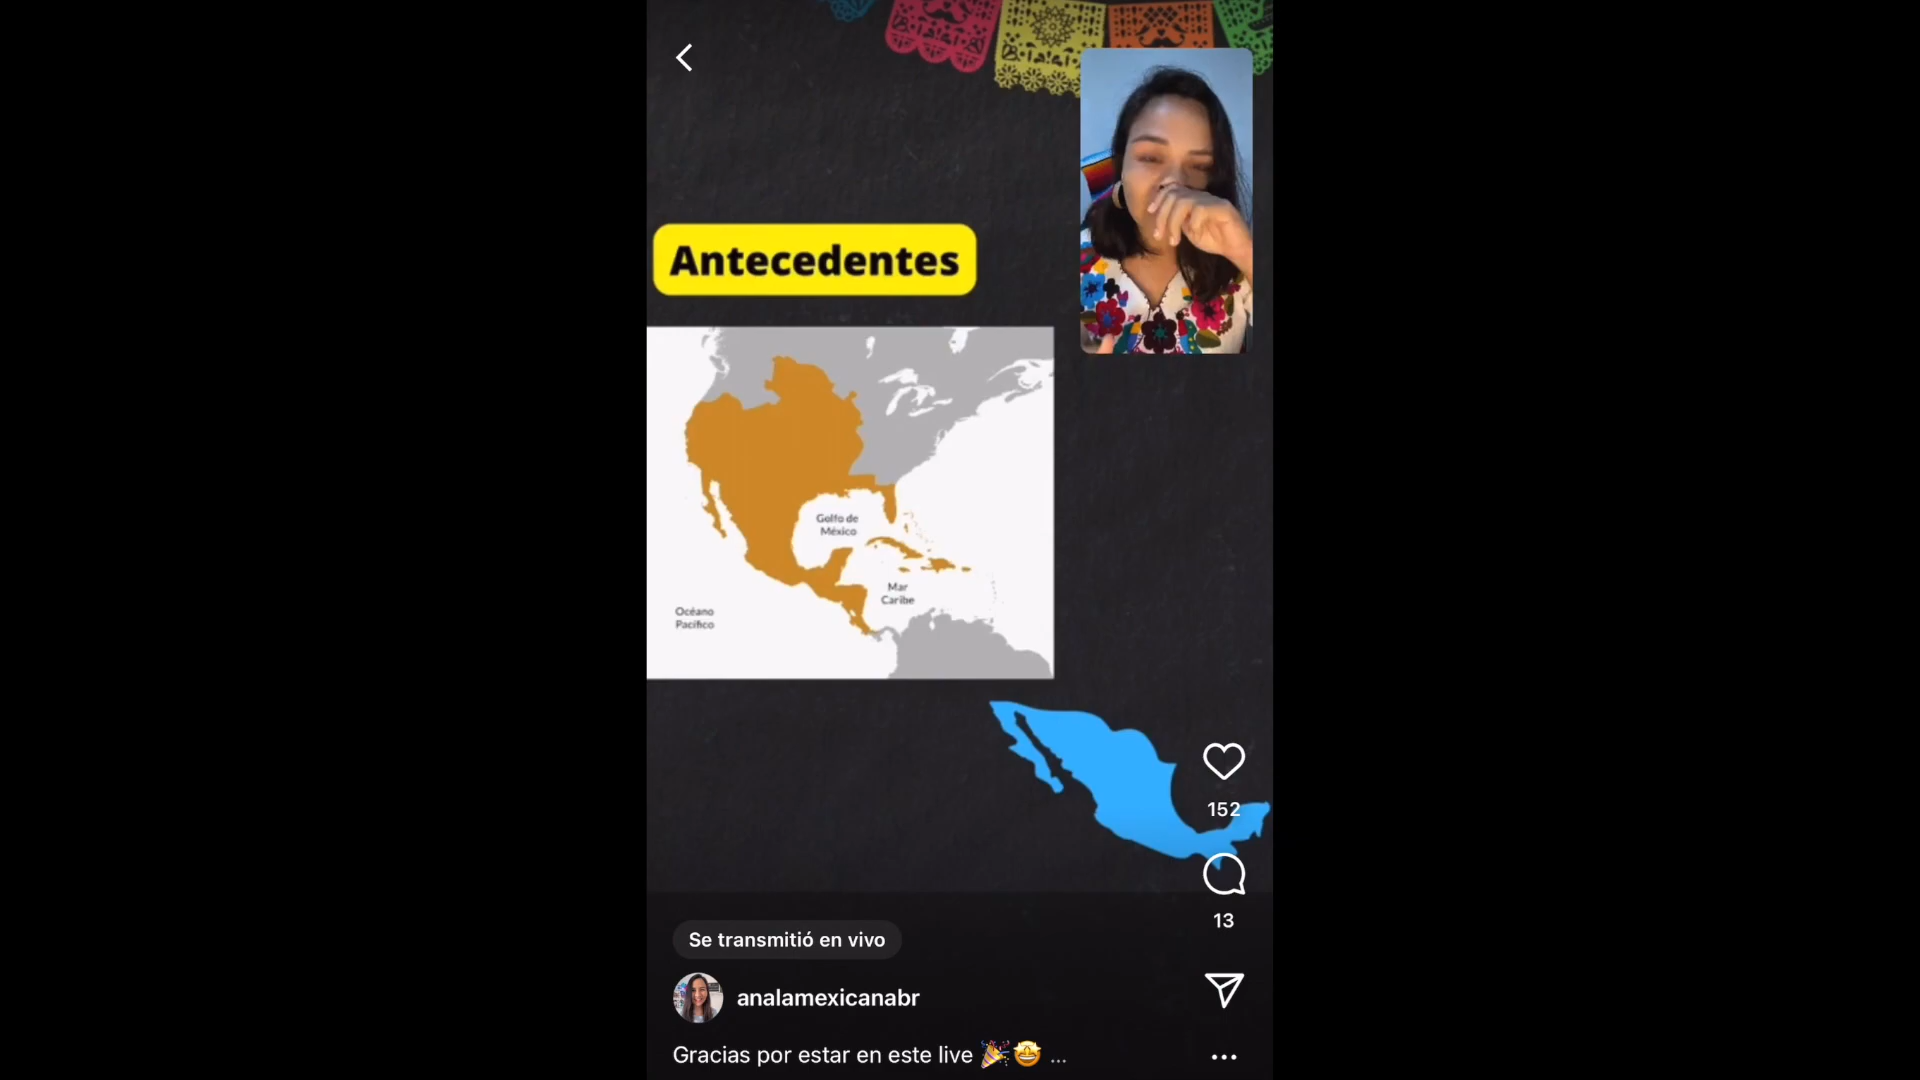 Antecedentes
Golfo de
México
Mar
Caribe
Océano
Pacífico
152
13
Se transmitió en vivo
analamexicanabr
Gracias por estar en este live 🎉🤩 ...